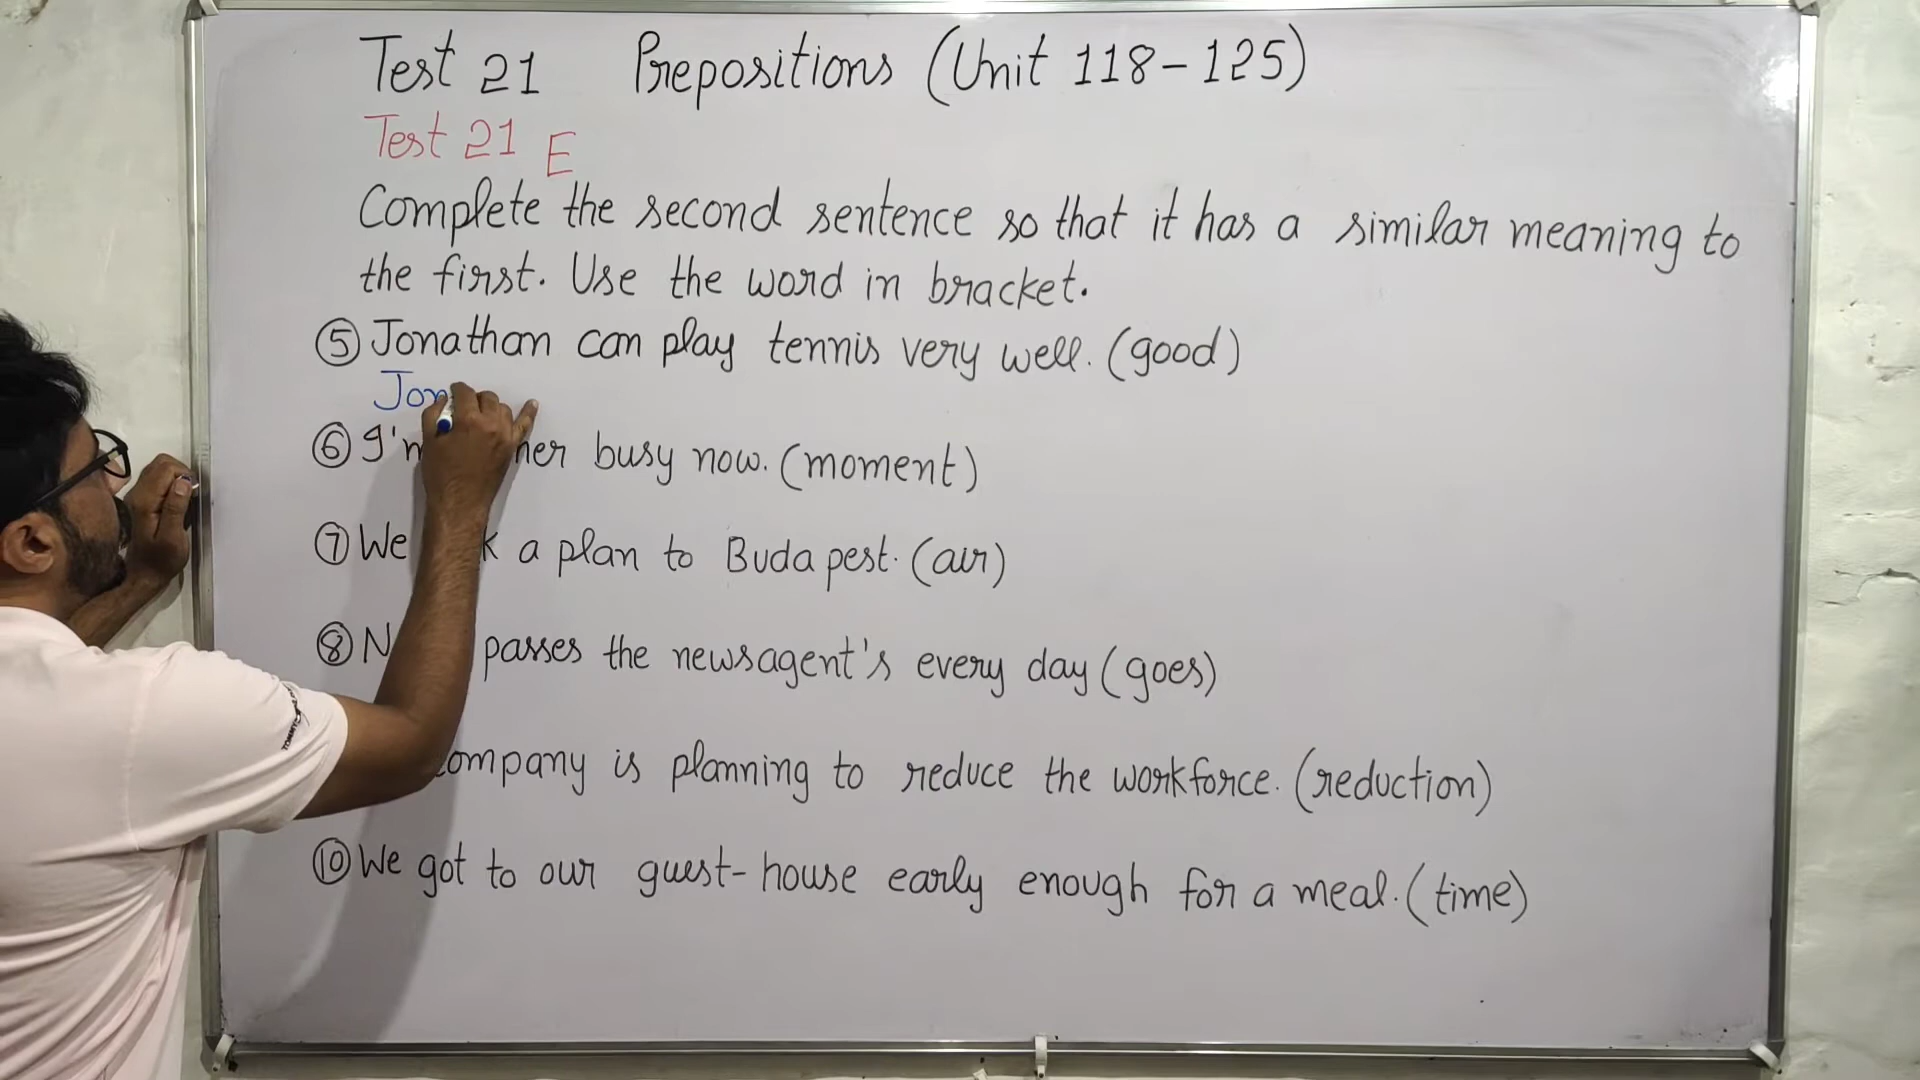 Test 21 Prepositions (Unit 118-125)
Test 21 E
Complete the second sentence so that it has a similar meaning to
the first. Use the word in bracket.
⑤ Jonathan can play tennis very well. (good)
Jon
⑥ I'm busy now. (moment)
⑦ We a plan to Budapest. (air)
⑧ passes the newsagent's every day (goes)
company is planning to reduce the workforce. (reduction)
⑩ We got to our guest-house early enough for a meal. (time)